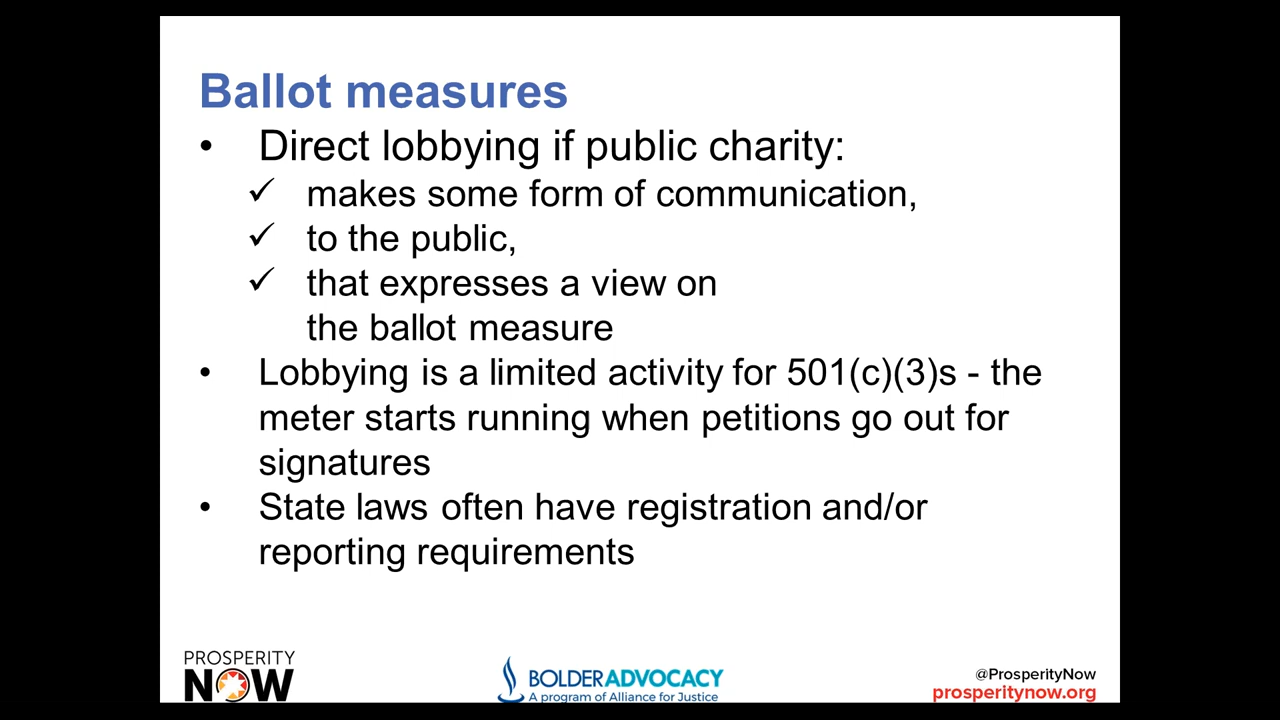 Ballot measures
• Direct lobbying if public charity:
✓ makes some form of communication,
✓ to the public,
✓ that expresses a view on
the ballot measure
• Lobbying is a limited activity for 501(c)(3)s - the
meter starts running when petitions go out for
signatures
• State laws often have registration and/or
reporting requirements
PROSPERITY
NOW
BOLDERADVOCACY
A program of Alliance for Justice
@ProsperityNow
prosperitynow.org